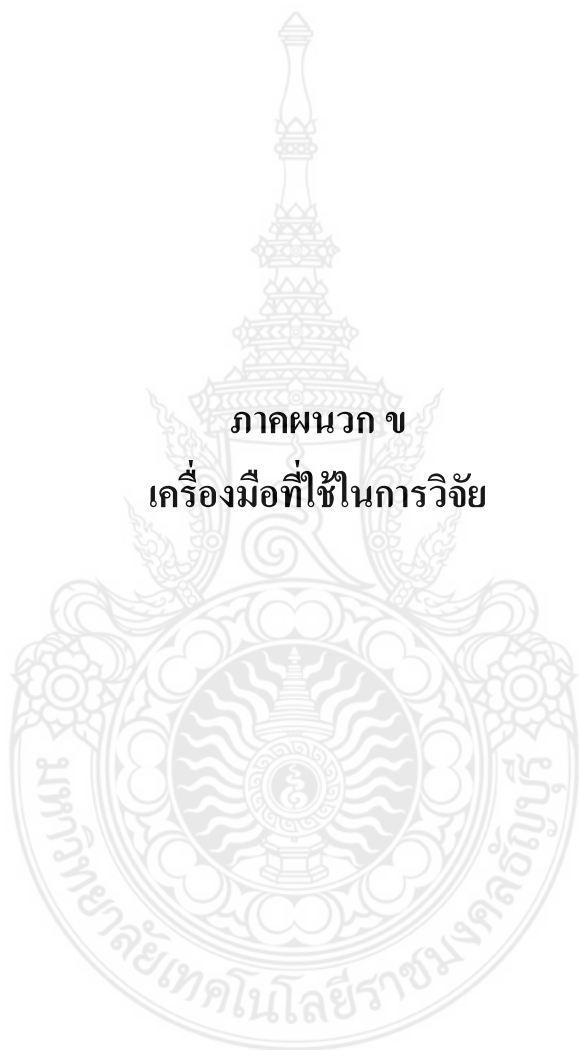 ภาคผนวก ข
เครื่องมือที่ใช้ในการวิจัย
มหาวิทยาลัยเทคโนโลยีราชมงคลธัญบุรี